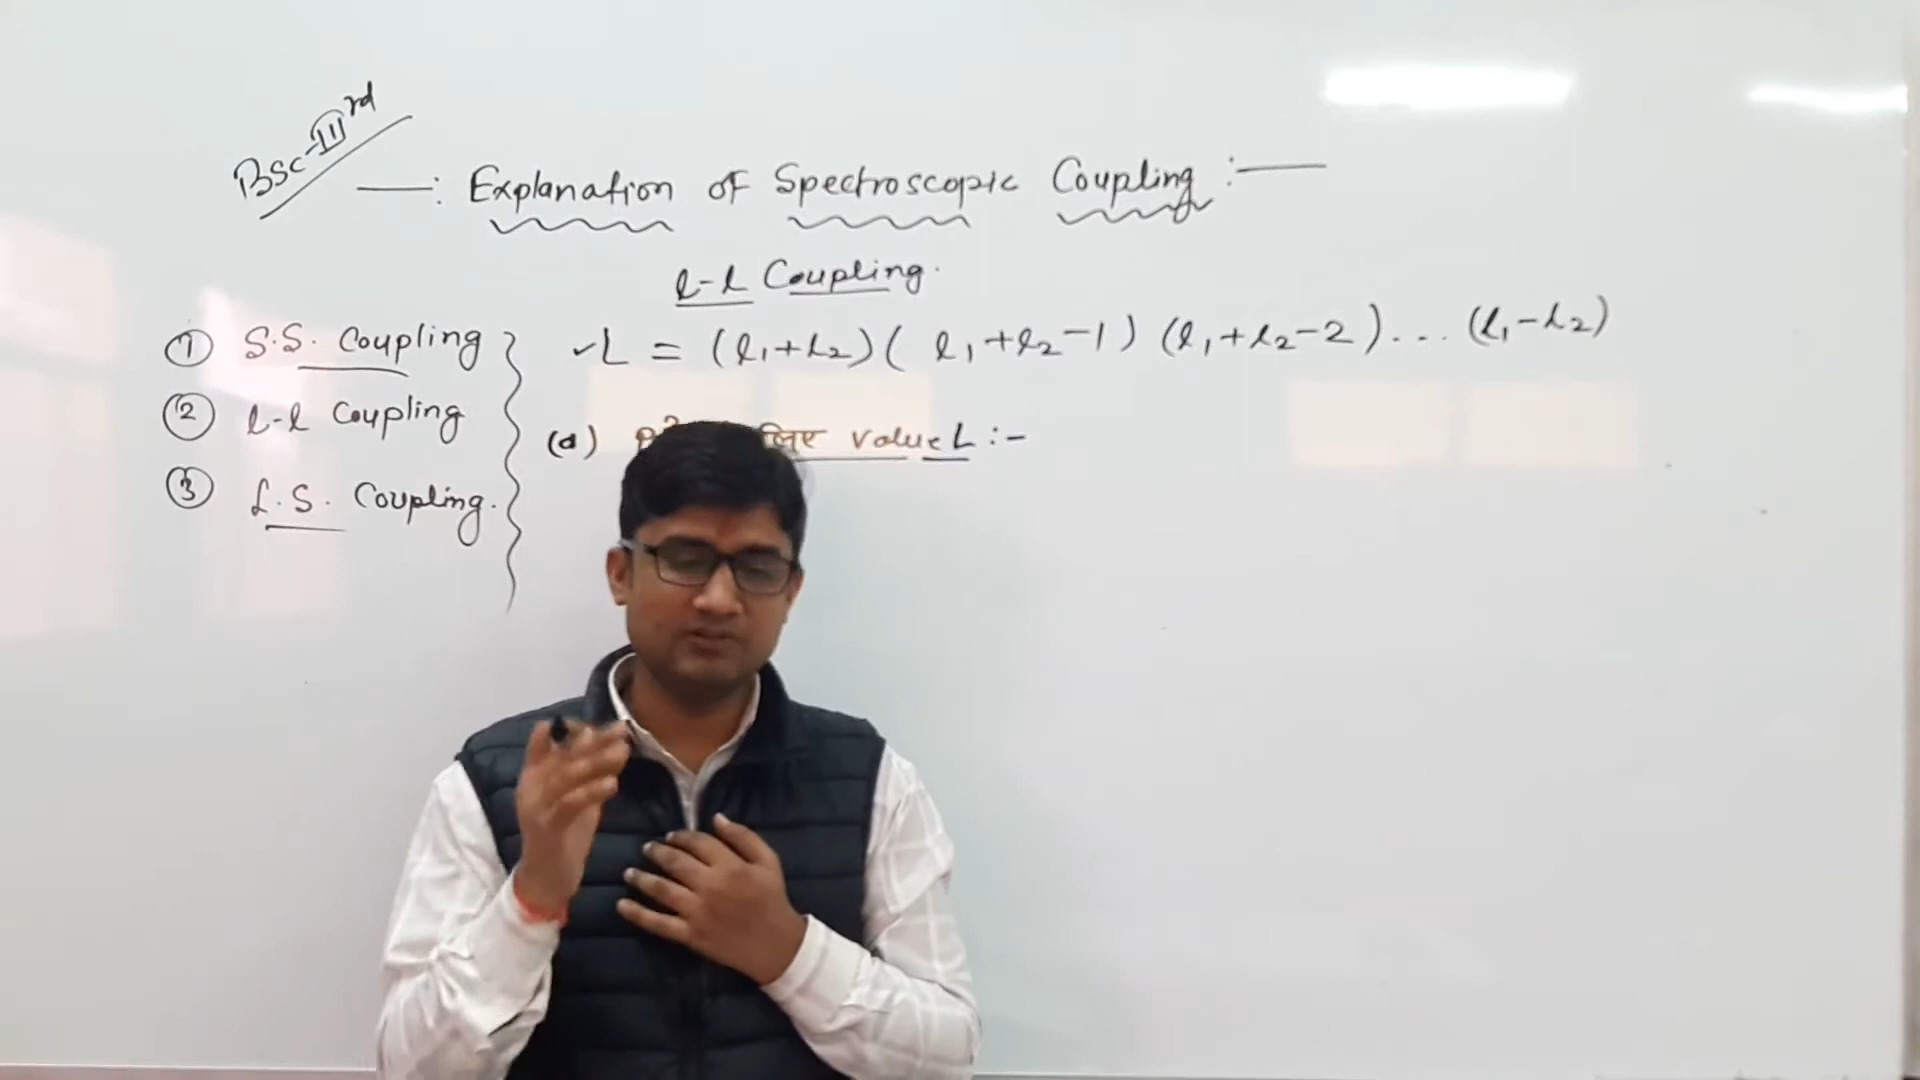 BSc-IIIrd
—: Explanation of Spectroscopic Coupling :—
l-l Coupling.
① S.S. Coupling
② l-l Coupling
③ L.S. Coupling.
✓L = (l₁+l₂)( l₁+l₂-1) (l₁+l₂-2)... (l₁-l₂)
(a) लिए value L :-